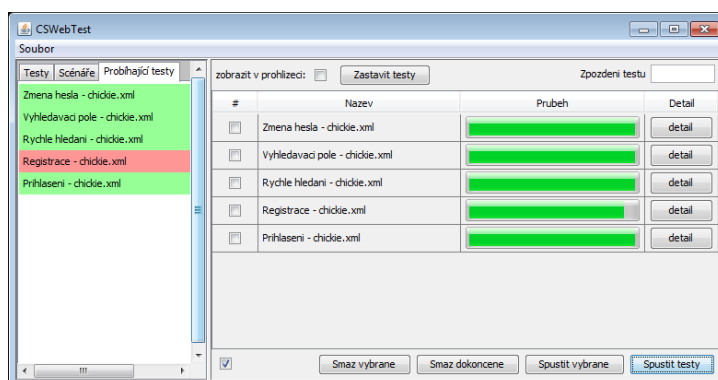 CSWebTest
Soubor
Testy Scénáře Probíhající testy
Zmena hesla - chickie.xml
Vyhledavaci pole - chickie.xml
Rychle hledani - chickie.xml
Registrace - chickie.xml
Prihlaseni - chickie.xml
zobrazit v prohlizeci: Zastavit testy Zpozdeni testu
# Nazev Prubeh Detail
Zmena hesla - chickie.xml detail
Vyhledavaci pole - chickie.xml detail
Rychle hledani - chickie.xml detail
Registrace - chickie.xml detail
Prihlaseni - chickie.xml detail
Smaz vybrane Smaz dokoncene Spustit vybrane Spustit testy